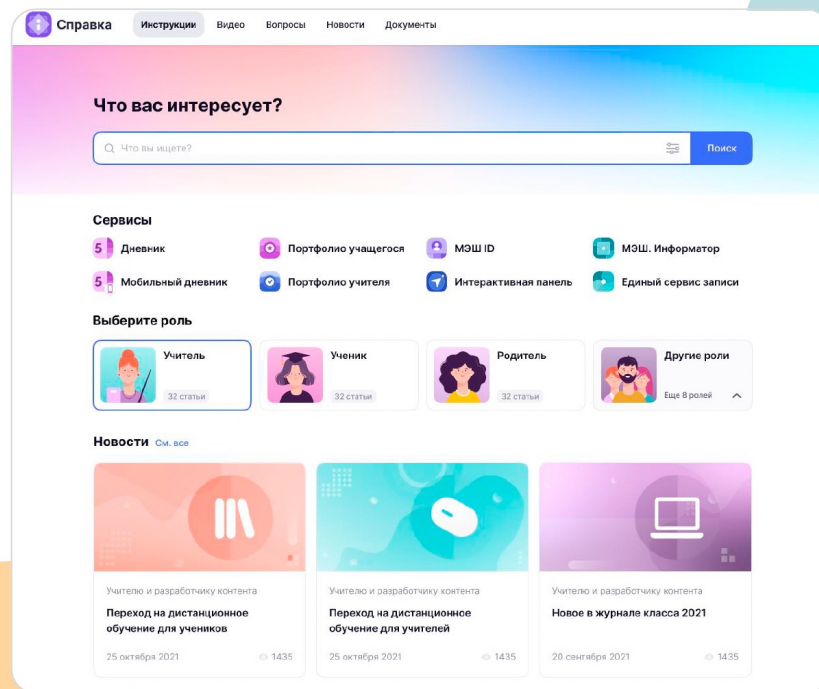 Справка
Инструкции
Видео
Вопросы
Новости
Документы
Что вас интересует?
Что вы ищете?
Поиск
Сервисы
5 Дневник
Портфолио учащегося
МЭШ ID
МЭШ. Информатор
5 Мобильный дневник
Портфолио учителя
Интерактивная панель
Единый сервис записи
Выберите роль
Учитель
32 статьи
Ученик
32 статьи
Родитель
32 статьи
Другие роли
Еще 8 ролей
Новости См. все
Учителю и разработчику контента
Переход на дистанционное
обучение для учеников
25 октября 2021
1435
Учителю и разработчику контента
Переход на дистанционное
обучение для учителей
25 октября 2021
1435
Учителю и разработчику контента
Новое в журнале класса 2021
20 сентября 2021
1435